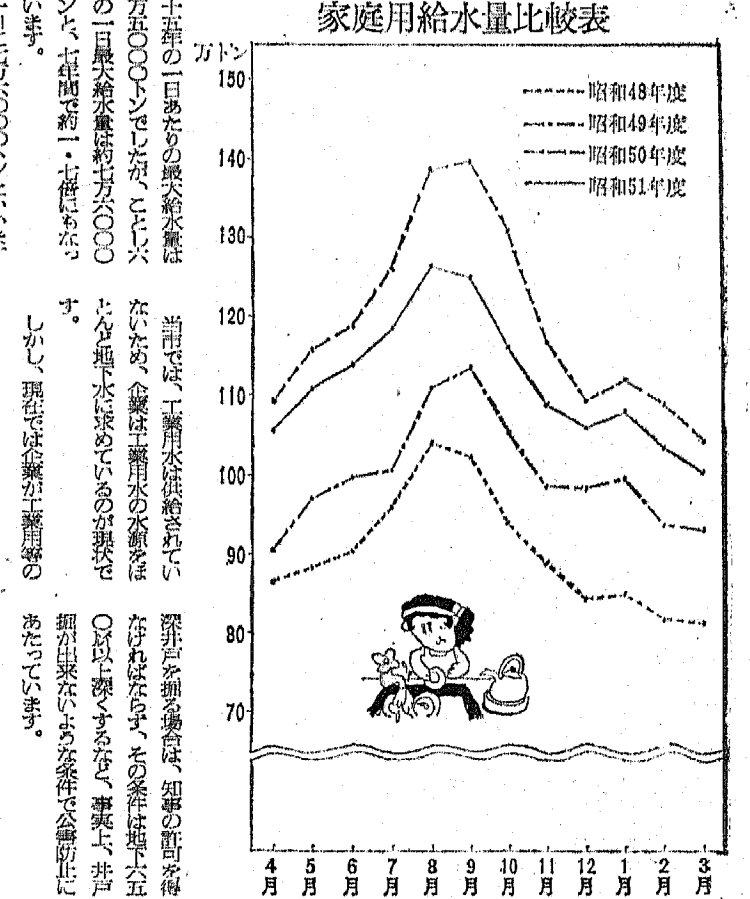 家庭用給水量比較表
万トン
150
140
130
120
110
100
90
80
70
昭和48年度
昭和49年度
昭和50年度
昭和51年度
4月 5月 6月 7月 8月 9月 10月 11月 12月 1月 2月 3月
十五年の一日あたりの最大給水量は
万五〇〇〇トンでしたが、ことし六
の一日最大給水量は約七万六〇〇〇
ンと、七年間で約一・七倍にもなっ
います。
当市では、工業用水は供給されてい
ないため、企業は工業用水の水源をほ
とんど地下水に求めているのが現状で
す。
しかし、現在では企業が工業用等の
深井戸を掘る場合は、知事の許可を得
なければならず、その条件は地下六五
〇㍍以上深くするなど、事実上、井戸
掘が出来ないような条件で公害防止に
あたっています。